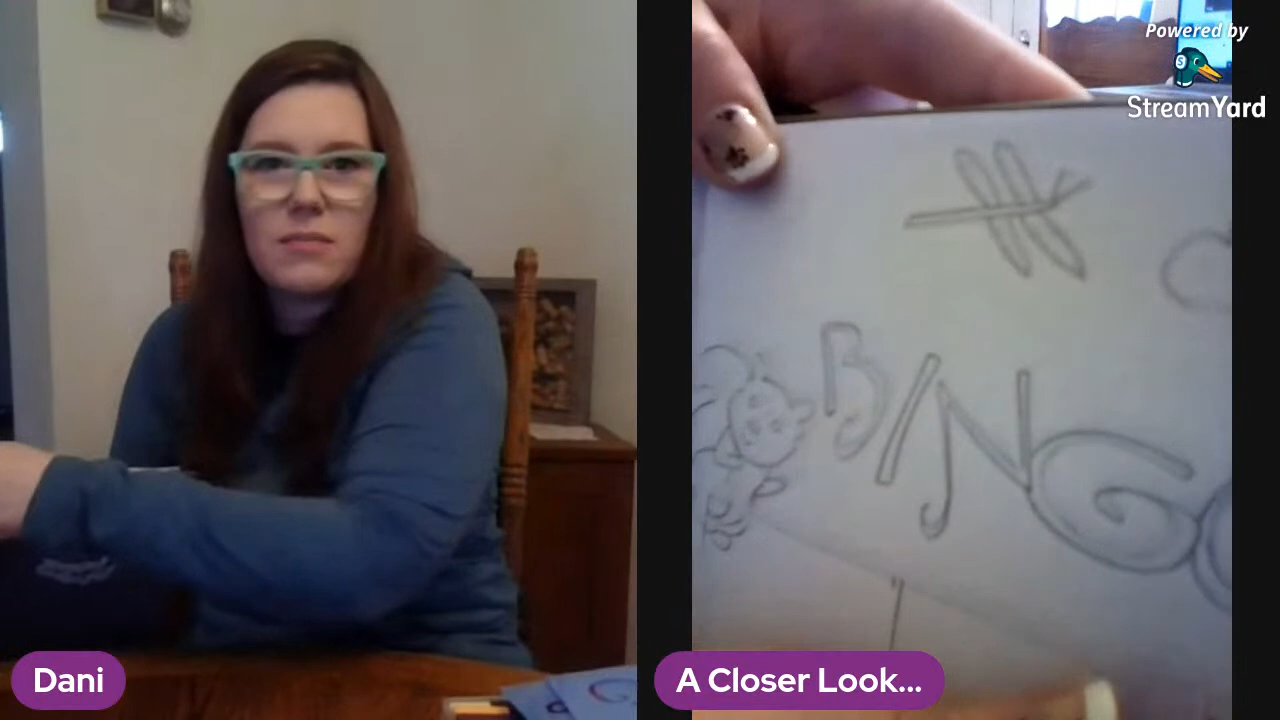 Powered by
StreamYard
BINGO
Dani
A Closer Look...